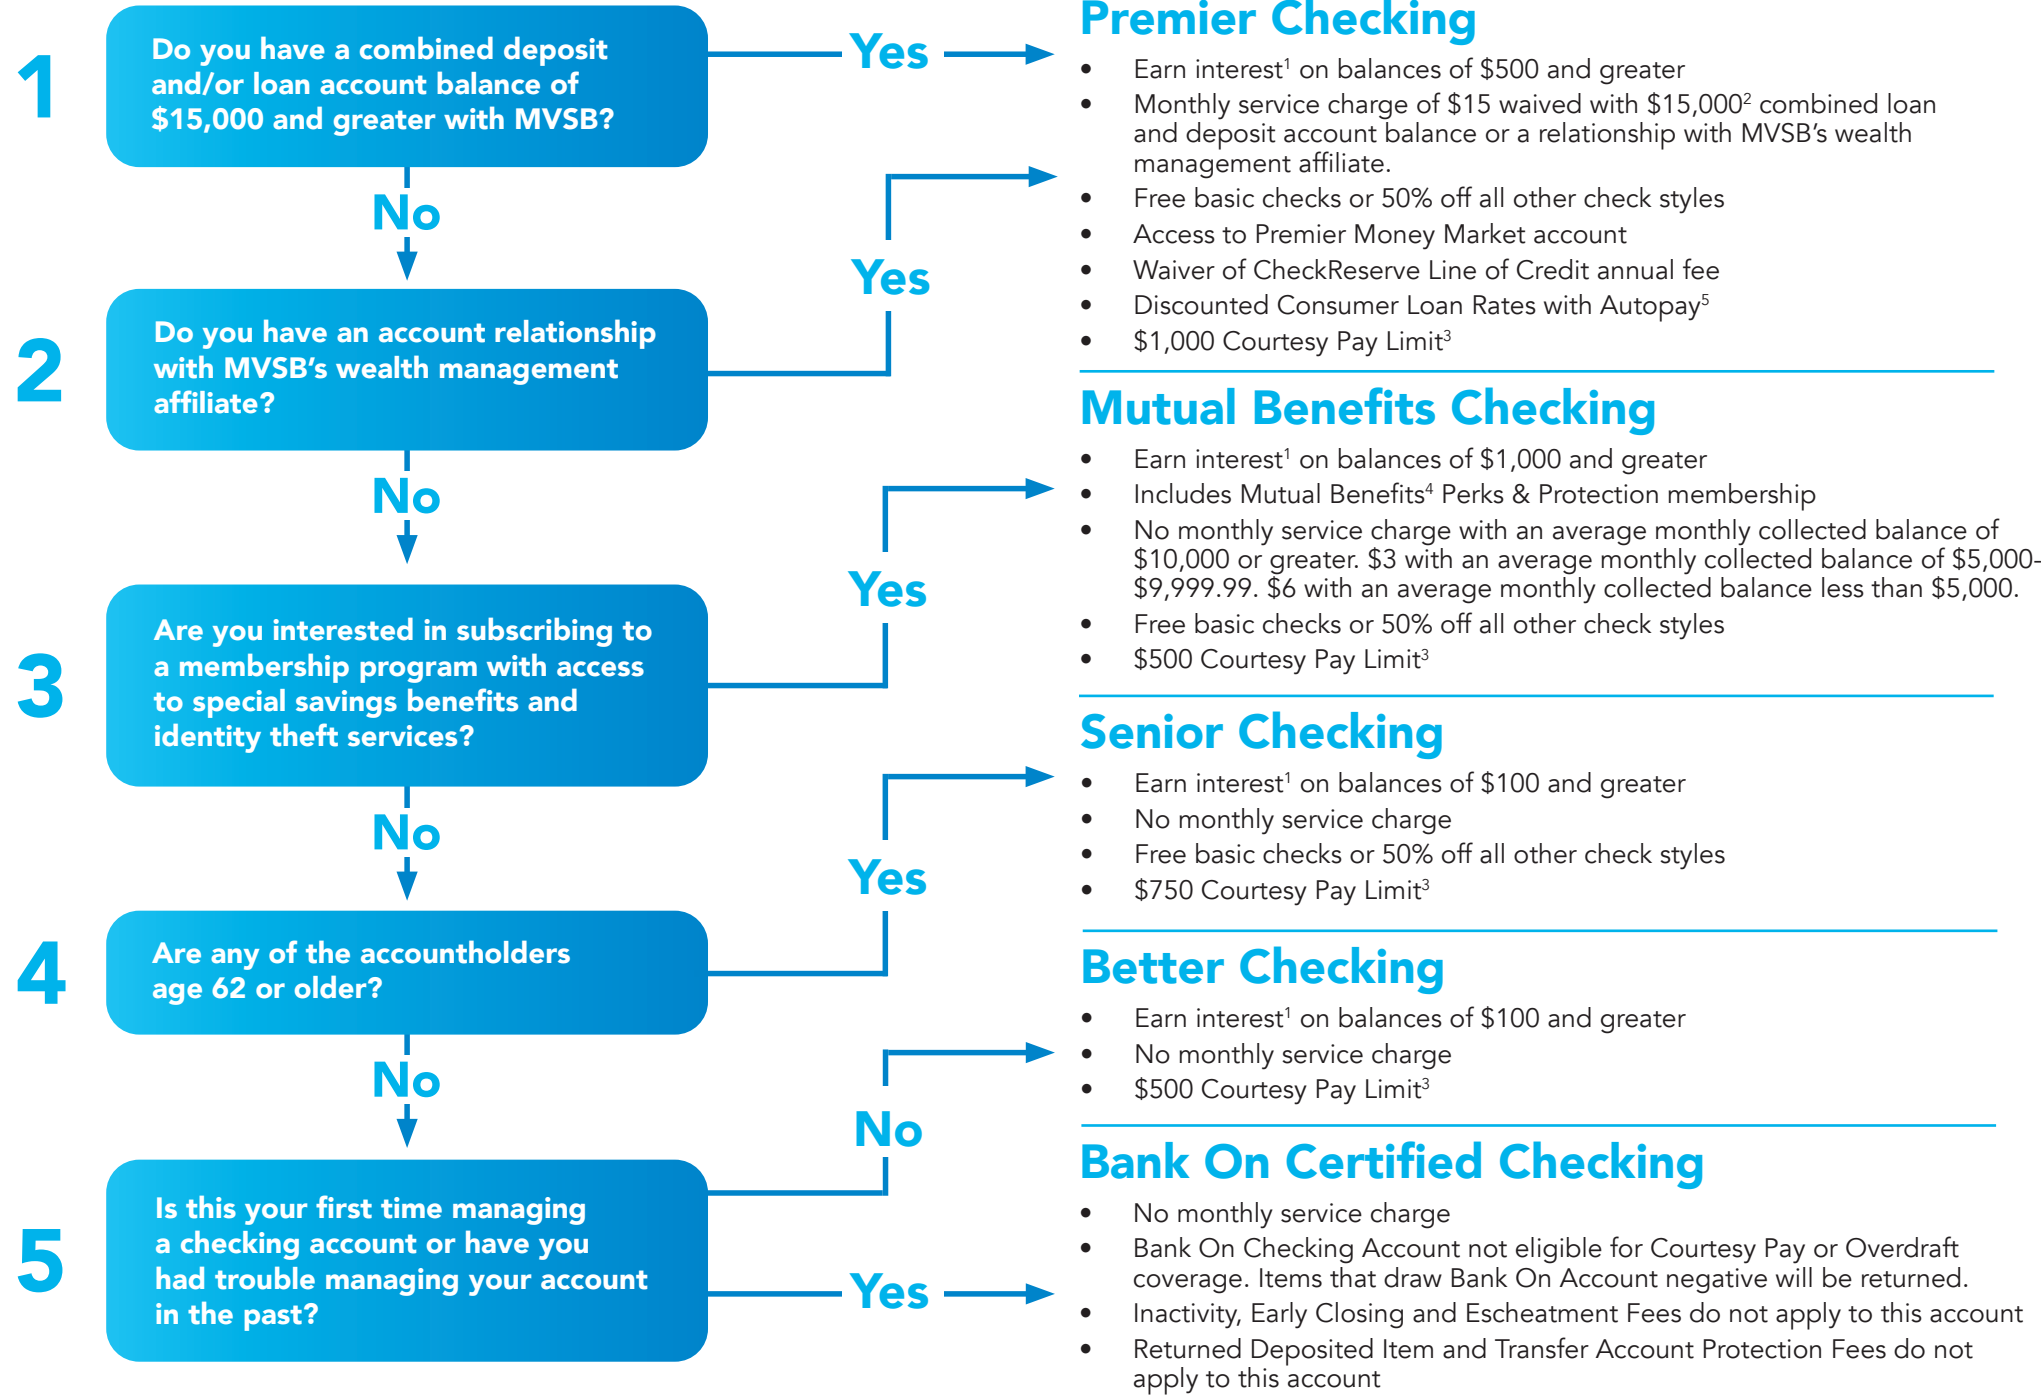 1
Do you have a combined deposit
and/or loan account balance of
$15,000 and greater with MVSB?
Yes
No
2
Do you have an account relationship
with MVSB's wealth management
affiliate?
Yes
No
3
Are you interested in subscribing to
a membership program with access
to special savings benefits and
identity theft services?
Yes
No
4
Are any of the accountholders
age 62 or older?
Yes
No
5
Is this your first time managing
a checking account or have you
had trouble managing your account
in the past?
No
Yes
Premier Checking
• Earn interest¹ on balances of $500 and greater
• Monthly service charge of $15 waived with $15,000² combined loan
and deposit account balance or a relationship with MVSB's wealth
management affiliate.
• Free basic checks or 50% off all other check styles
• Access to Premier Money Market account
• Waiver of CheckReserve Line of Credit annual fee
• Discounted Consumer Loan Rates with Autopay⁵
• $1,000 Courtesy Pay Limit³
Mutual Benefits Checking
• Earn interest¹ on balances of $1,000 and greater
• Includes Mutual Benefits⁴ Perks & Protection membership
• No monthly service charge with an average monthly collected balance of
$10,000 or greater. $3 with an average monthly collected balance of $5,000-
$9,999.99. $6 with an average monthly collected balance less than $5,000.
• Free basic checks or 50% off all other check styles
• $500 Courtesy Pay Limit³
Senior Checking
• Earn interest¹ on balances of $100 and greater
• No monthly service charge
• Free basic checks or 50% off all other check styles
• $750 Courtesy Pay Limit³
Better Checking
• Earn interest¹ on balances of $100 and greater
• No monthly service charge
• $500 Courtesy Pay Limit³
Bank On Certified Checking
• No monthly service charge
• Bank On Checking Account not eligible for Courtesy Pay or Overdraft
coverage. Items that draw Bank On Account negative will be returned.
• Inactivity, Early Closing and Escheatment Fees do not apply to this account
• Returned Deposited Item and Transfer Account Protection Fees do not
apply to this account